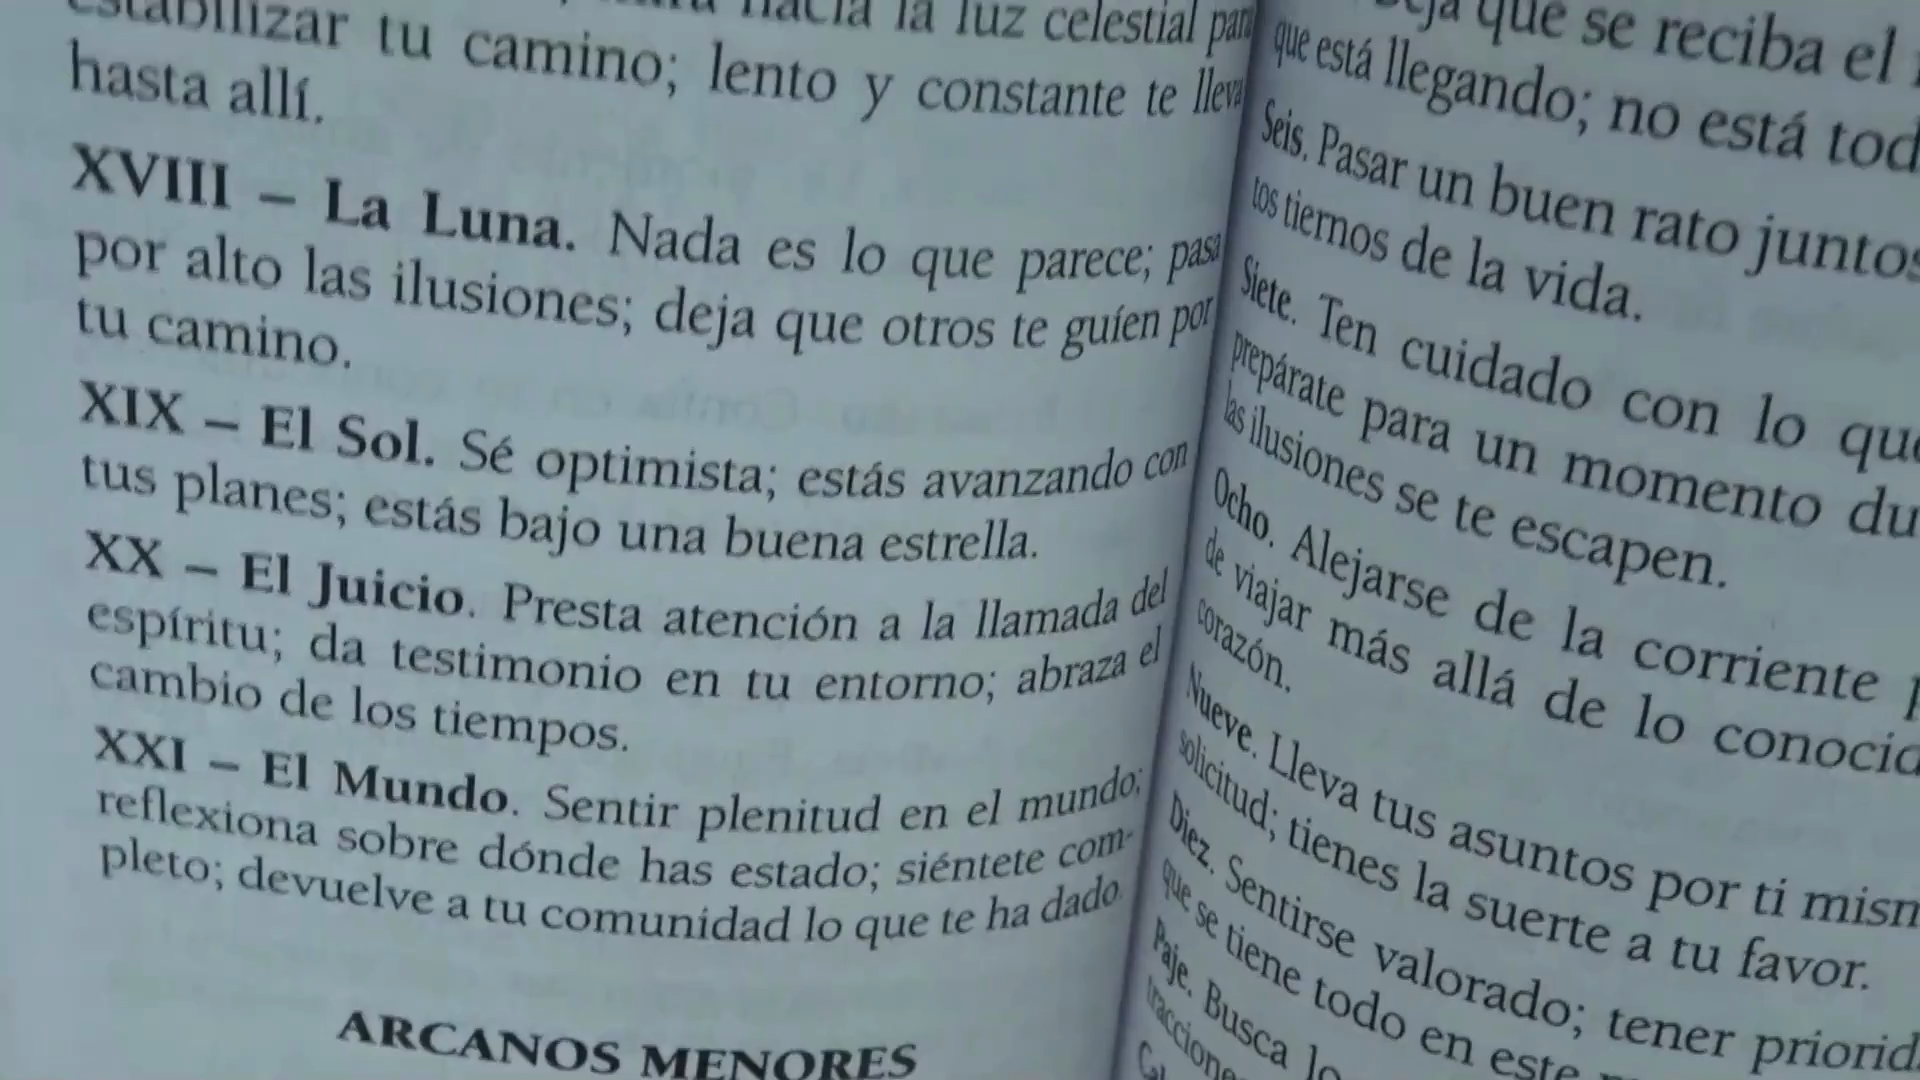 estabilizar tu camino; hacia la luz celestial para
lento y constante te lleva
hasta allí.
XVIII – La Luna. Nada es lo que parece; pasa
por alto las ilusiones; deja que otros te guíen por
tu camino.
XIX – El Sol. Sé optimista; estás avanzando con
tus planes; estás bajo una buena estrella.
XX – El Juicio. Presta atención a la llamada del
espíritu; da testimonio en tu entorno; abraza el
cambio de los tiempos.
XXI – El Mundo. Sentir plenitud en el mundo;
reflexiona sobre dónde has estado; siéntete com-
pleto; devuelve a tu comunidad lo que te ha dado.
ARCANOS MENORES
que se reciba el
que está llegando; no está
Seis. Pasar un buen rato juntos
tos tiernos de la vida.
Siete. Ten cuidado con lo que
prepárate para un momento
las ilusiones se te escapen.
Ocho. Alejarse de la corriente
de viajar más allá de lo
corazón.
Nueve. Lleva tus asuntos por ti
solicitud; tienes la suerte a tu favor.
Diez. Sentirse valorado; tener
que se tiene todo en este
Paje. Busca